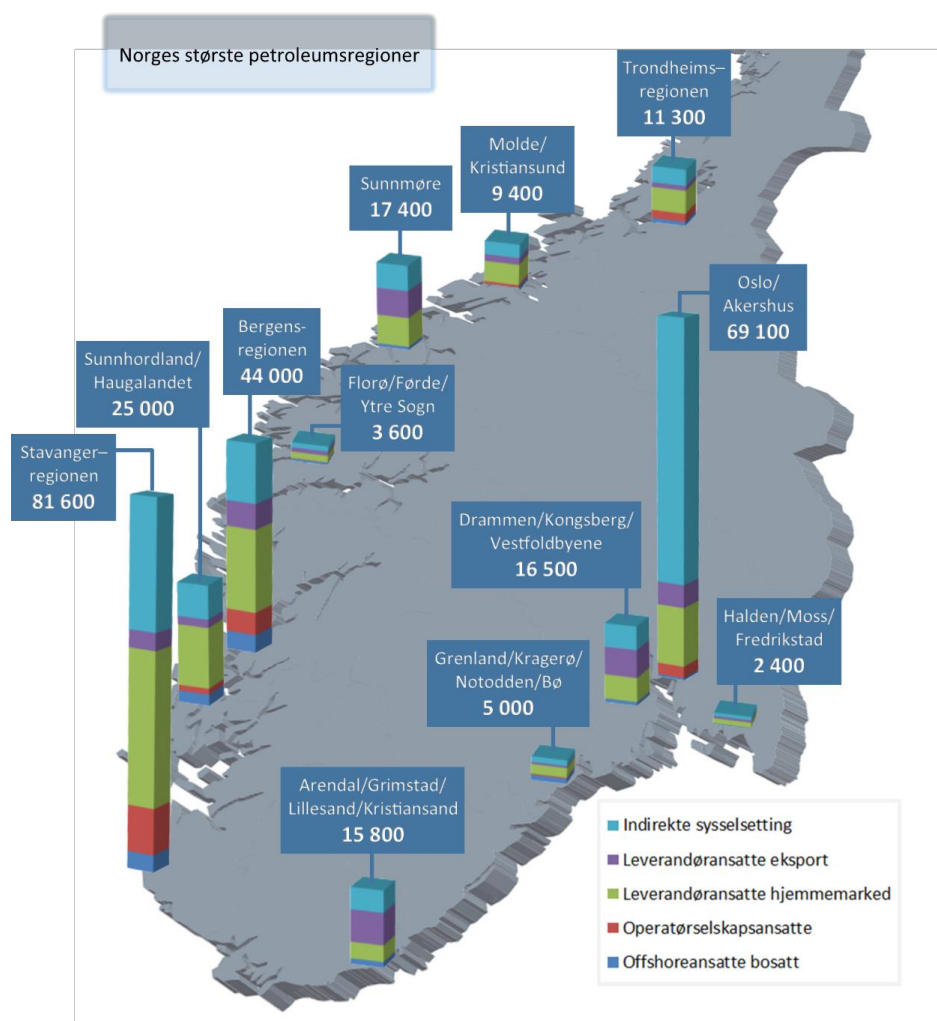 Norges største petroleumsregioner
Trondheims–
regionen
11 300
Molde/
Kristiansund
9 400
Sunnmøre
17 400
Oslo/
Akershus
69 100
Bergens-
regionen
44 000
Sunnhordland/
Haugalandet
25 000
Florø/Førde/
Ytre Sogn
3 600
Stavanger–
regionen
81 600
Drammen/Kongsberg/
Vestfoldbyene
16 500
Halden/Moss/
Fredrikstad
2 400
Grenland/Kragerø/
Notodden/Bø
5 000
Arendal/Grimstad/
Lillesand/Kristiansand
15 800
Indirekte sysselsetting
Leverandøransatte eksport
Leverandøransatte hjemmemarked
Operatørselskapsansatte
Offshoreansatte bosatt